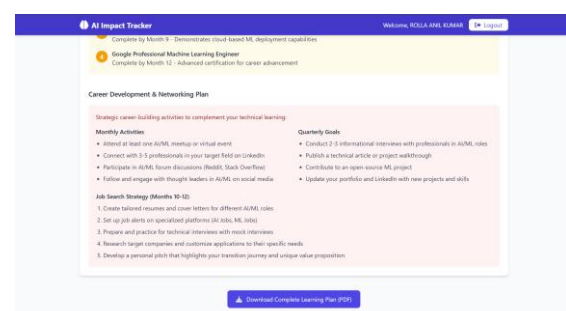 AI Impact Tracker
Welcome, ROLLA ANIL KUMAR
Logout
Complete by Month 9 - Demonstrates cloud-based ML deployment capabilities
4
Google Professional Machine Learning Engineer
Complete by Month 12 - Advanced certification for career advancement
Career Development & Networking Plan
Strategic career-building activities to complement your technical learning
Monthly Activities
• Attend at least one AI/ML meetup or virtual event
• Connect with 3-5 professionals in your target field on LinkedIn
• Participate in AI/ML forum discussions (Reddit, Stack Overflow)
• Follow and engage with thought leaders in AI/ML on social media
Quarterly Goals
• Conduct 2-3 informational interviews with professionals in AI/ML roles
• Publish a technical article or project walkthrough
• Contribute to an open-source ML project
• Update your portfolio and LinkedIn with new projects and skills
Job Search Strategy (Months 10-12)
1. Create tailored resumes and cover letters for different AI/ML roles
2. Set up job alerts on specialized platforms (AI Jobs, ML Jobs)
3. Prepare and practice for technical interviews with mock interviews
4. Research target companies and customize applications to their specific needs
5. Develop a personal pitch that highlights your transition journey and unique value proposition
Download Complete Learning Plan (PDF)